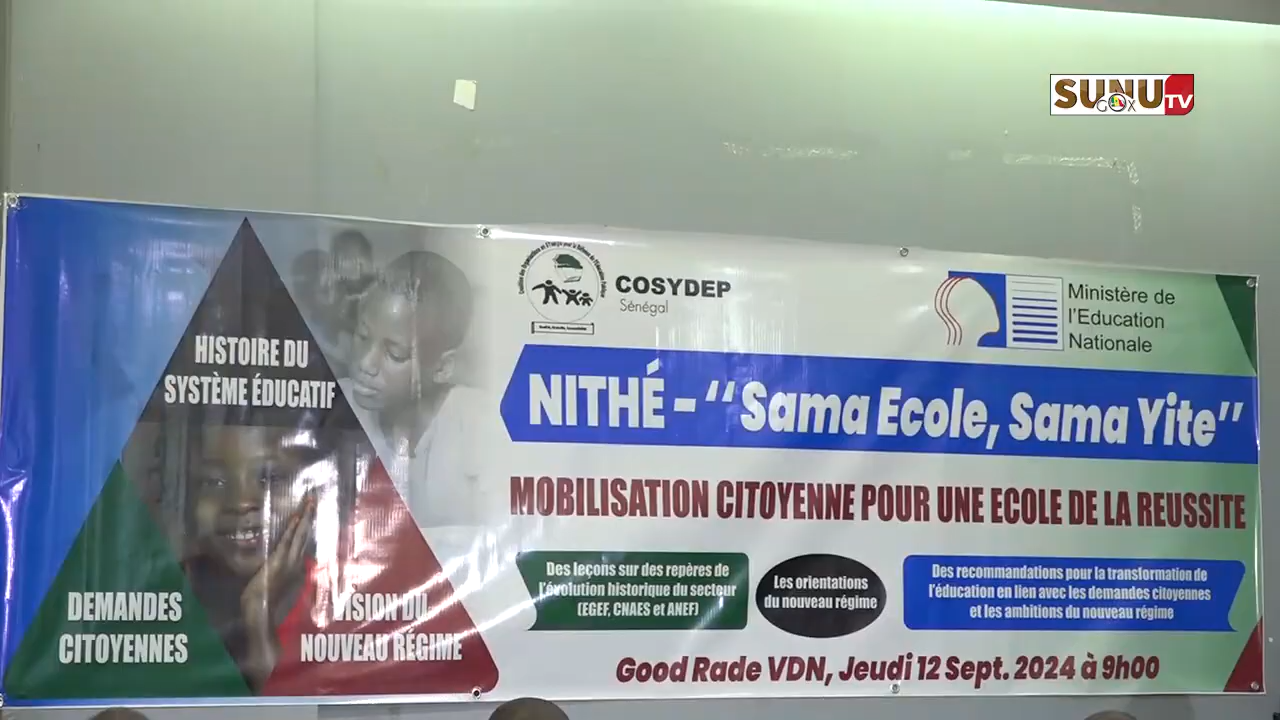 SUNU
GOX
TV
HISTOIRE DU
SYSTÈME ÉDUCATIF
DEMANDES
CITOYENNES
VISION DU
NOUVEAU RÉGIME
COSYDEP
Sénégal
Ministère de
l'Education
Nationale
NITHÉ - "Sama Ecole, Sama Yite"
MOBILISATION CITOYENNE POUR UNE ECOLE DE LA REUSSITE
Des leçons sur des repères de
l'évolution historique du secteur
(EGEF, CNAES et ANEF)
Les orientations
du nouveau régime
Des recommandations pour la transformation de
l'éducation en lien avec les demandes citoyennes
et les ambitions du nouveau régime
Good Rade VDN, Jeudi 12 Sept. 2024 à 9h00